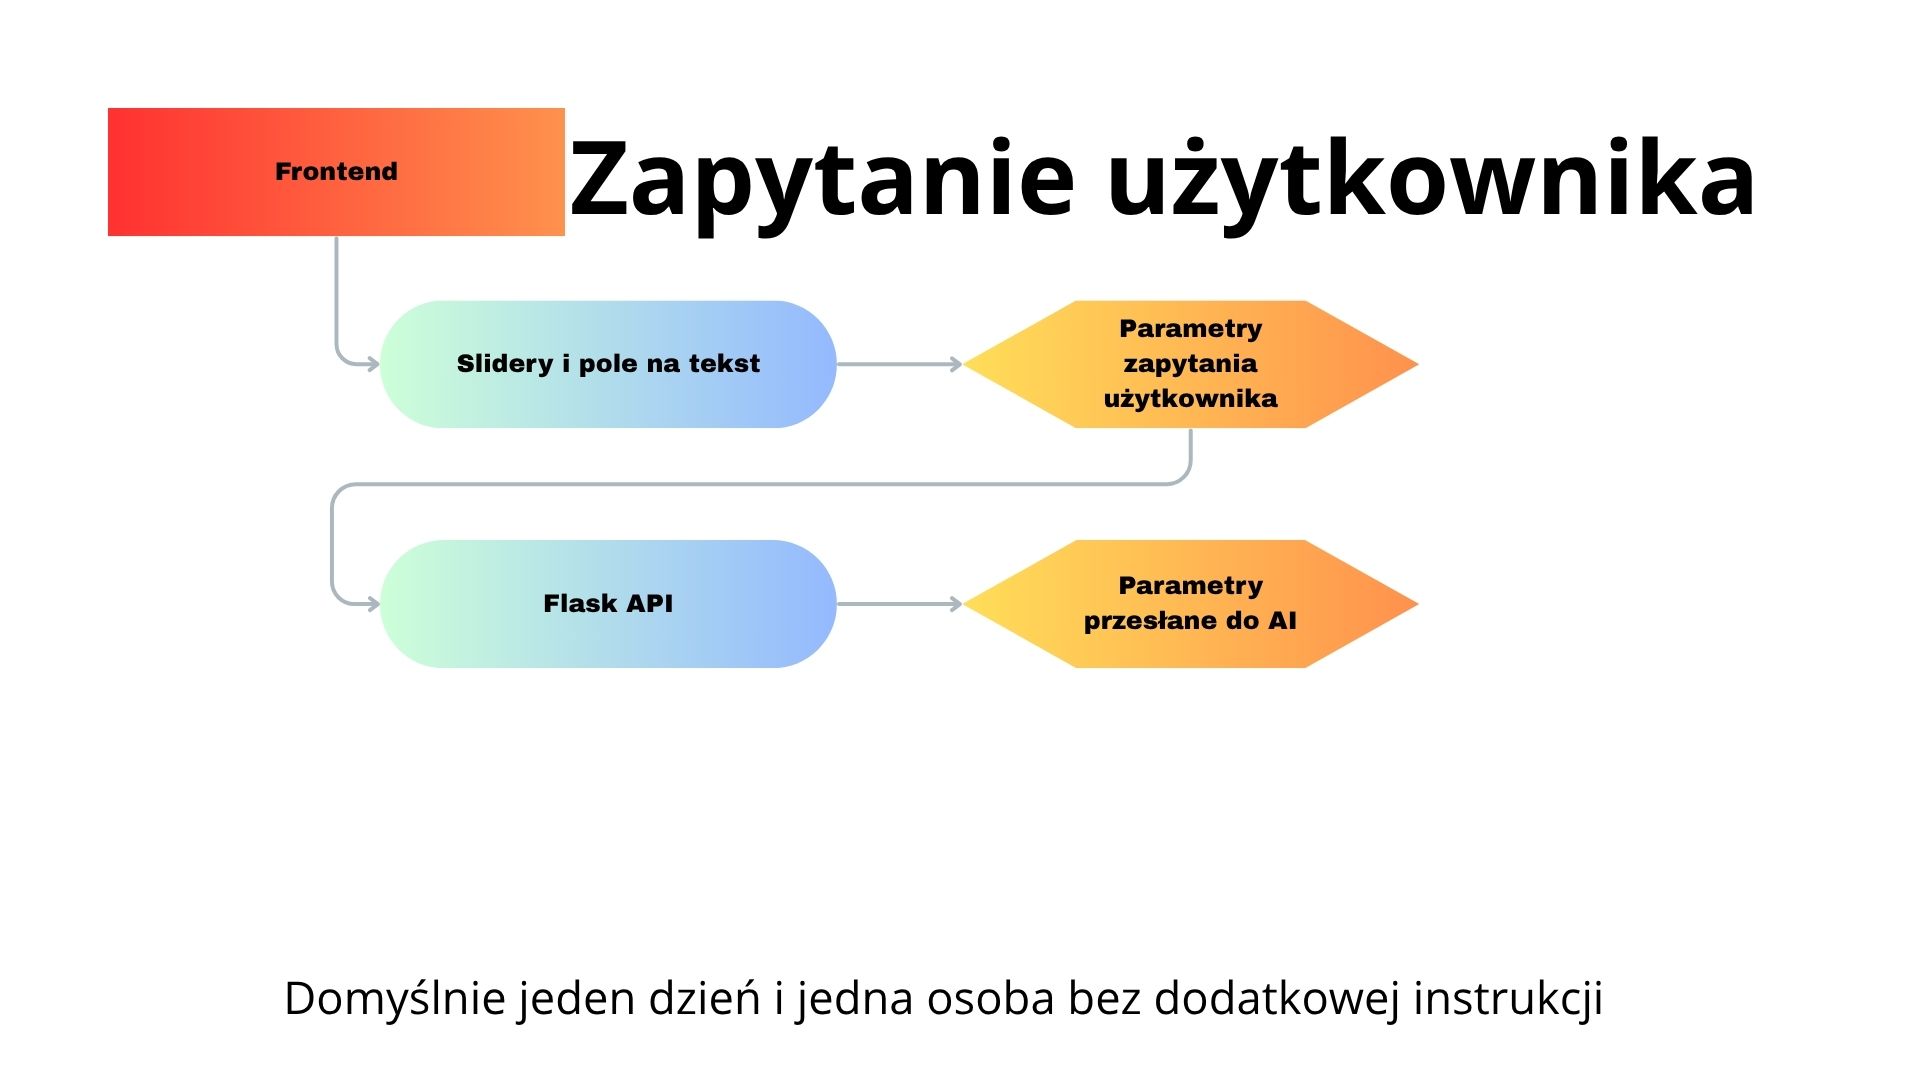 Frontend
Zapytanie użytkownika
Slidery i pole na tekst
Parametry
zapytania
użytkownika
Flask API
Parametry
przesłane do AI
Domyślnie jeden dzień i jedna osoba bez dodatkowej instrukcji